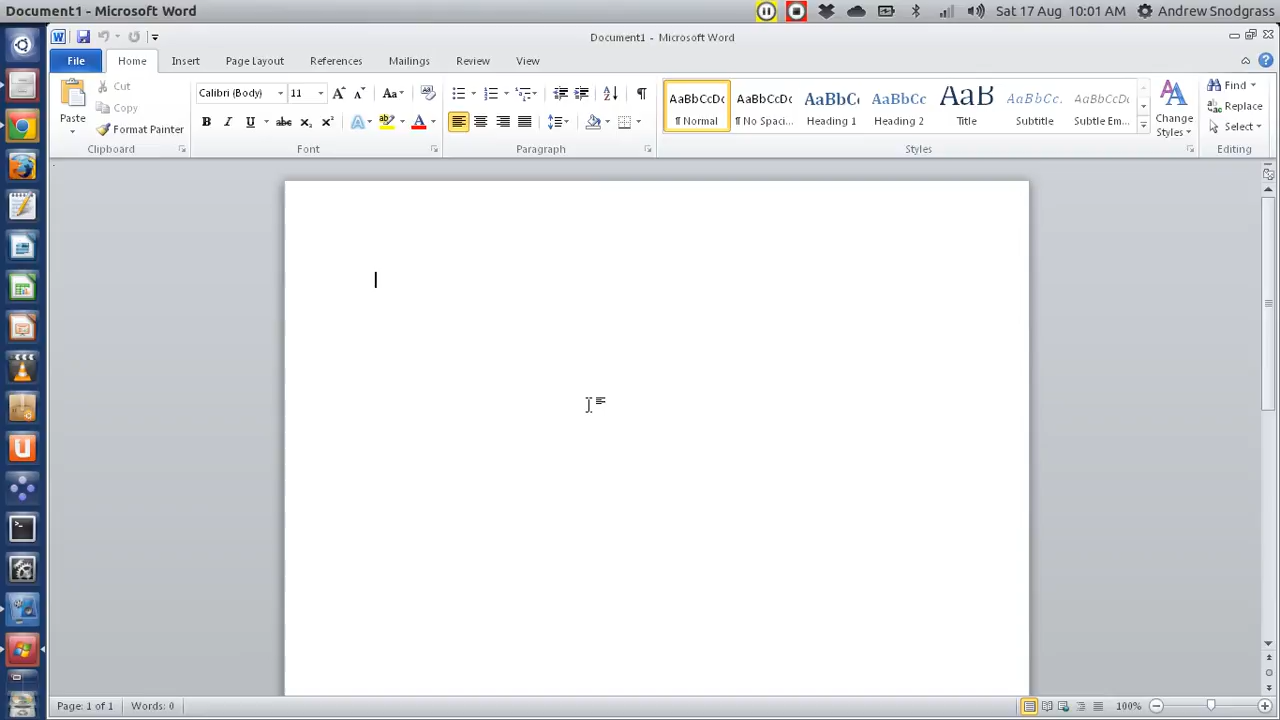 Document1 - Microsoft Word
Sat 17 Aug 10:01 AM
Andrew Snodgrass
Document1 - Microsoft Word
File
Home
Insert
Page Layout
References
Mailings
Review
View
Paste
Cut
Copy
Format Painter
Clipboard
Calibri (Body)
11
Font
Paragraph
AaBbCcDc
¶ Normal
AaBbCcDc
¶ No Spaci...
AaBbC
Heading 1
AaBbCc
Heading 2
AaB
Title
AaBbCc.
Subtitle
AaBbCcDc
Subtle Em...
Change
Styles
Styles
Find
Replace
Select
Editing
Page: 1 of 1
Words: 0
100%